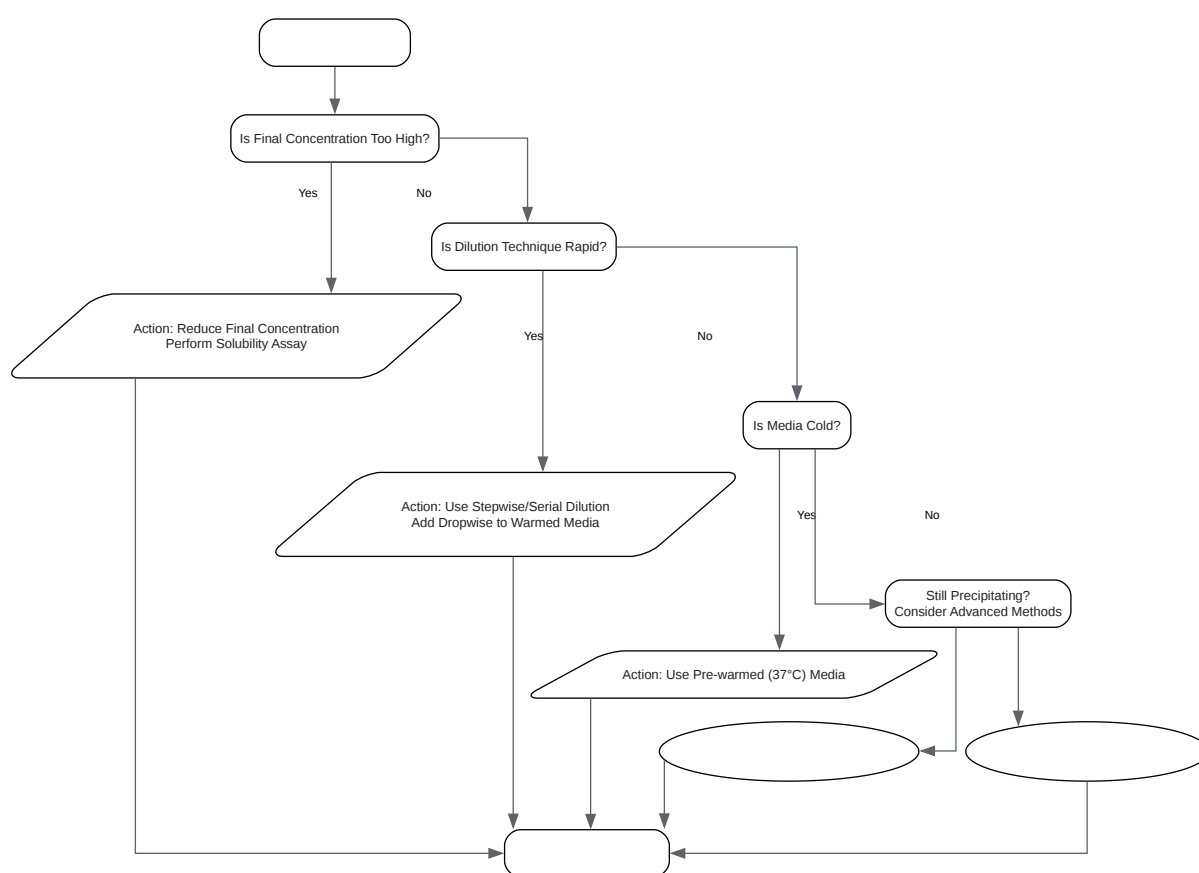 Is Final Concentration Too High?
Yes
No
Is Dilution Technique Rapid?
Action: Reduce Final Concentration
Perform Solubility Assay
Yes
No
Is Media Cold?
Action: Use Stepwise/Serial Dilution
Add Dropwise to Warmed Media
Yes
No
Still Precipitating?
Consider Advanced Methods
Action: Use Pre-warmed (37°C) Media